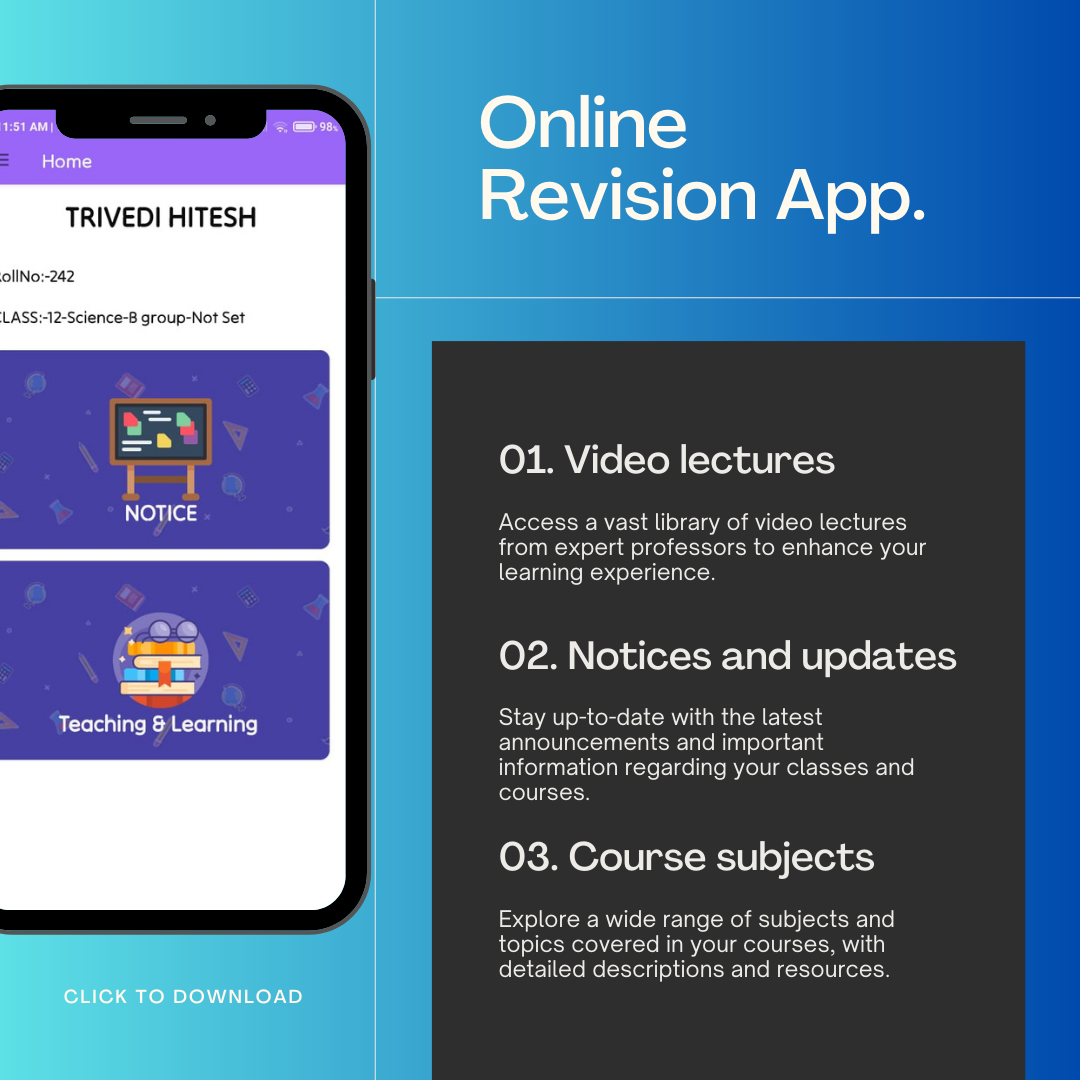 11:51 AM
98%
Home
TRIVEDI HITESH
RollNo:-242
CLASS:-12-Science-B group-Not Set
NOTICE
Teaching & Learning
CLICK TO DOWNLOAD
Online
Revision App.
01. Video lectures
Access a vast library of video lectures
from expert professors to enhance your
learning experience.
02. Notices and updates
Stay up-to-date with the latest
announcements and important
information regarding your classes and
courses.
03. Course subjects
Explore a wide range of subjects and
topics covered in your courses, with
detailed descriptions and resources.